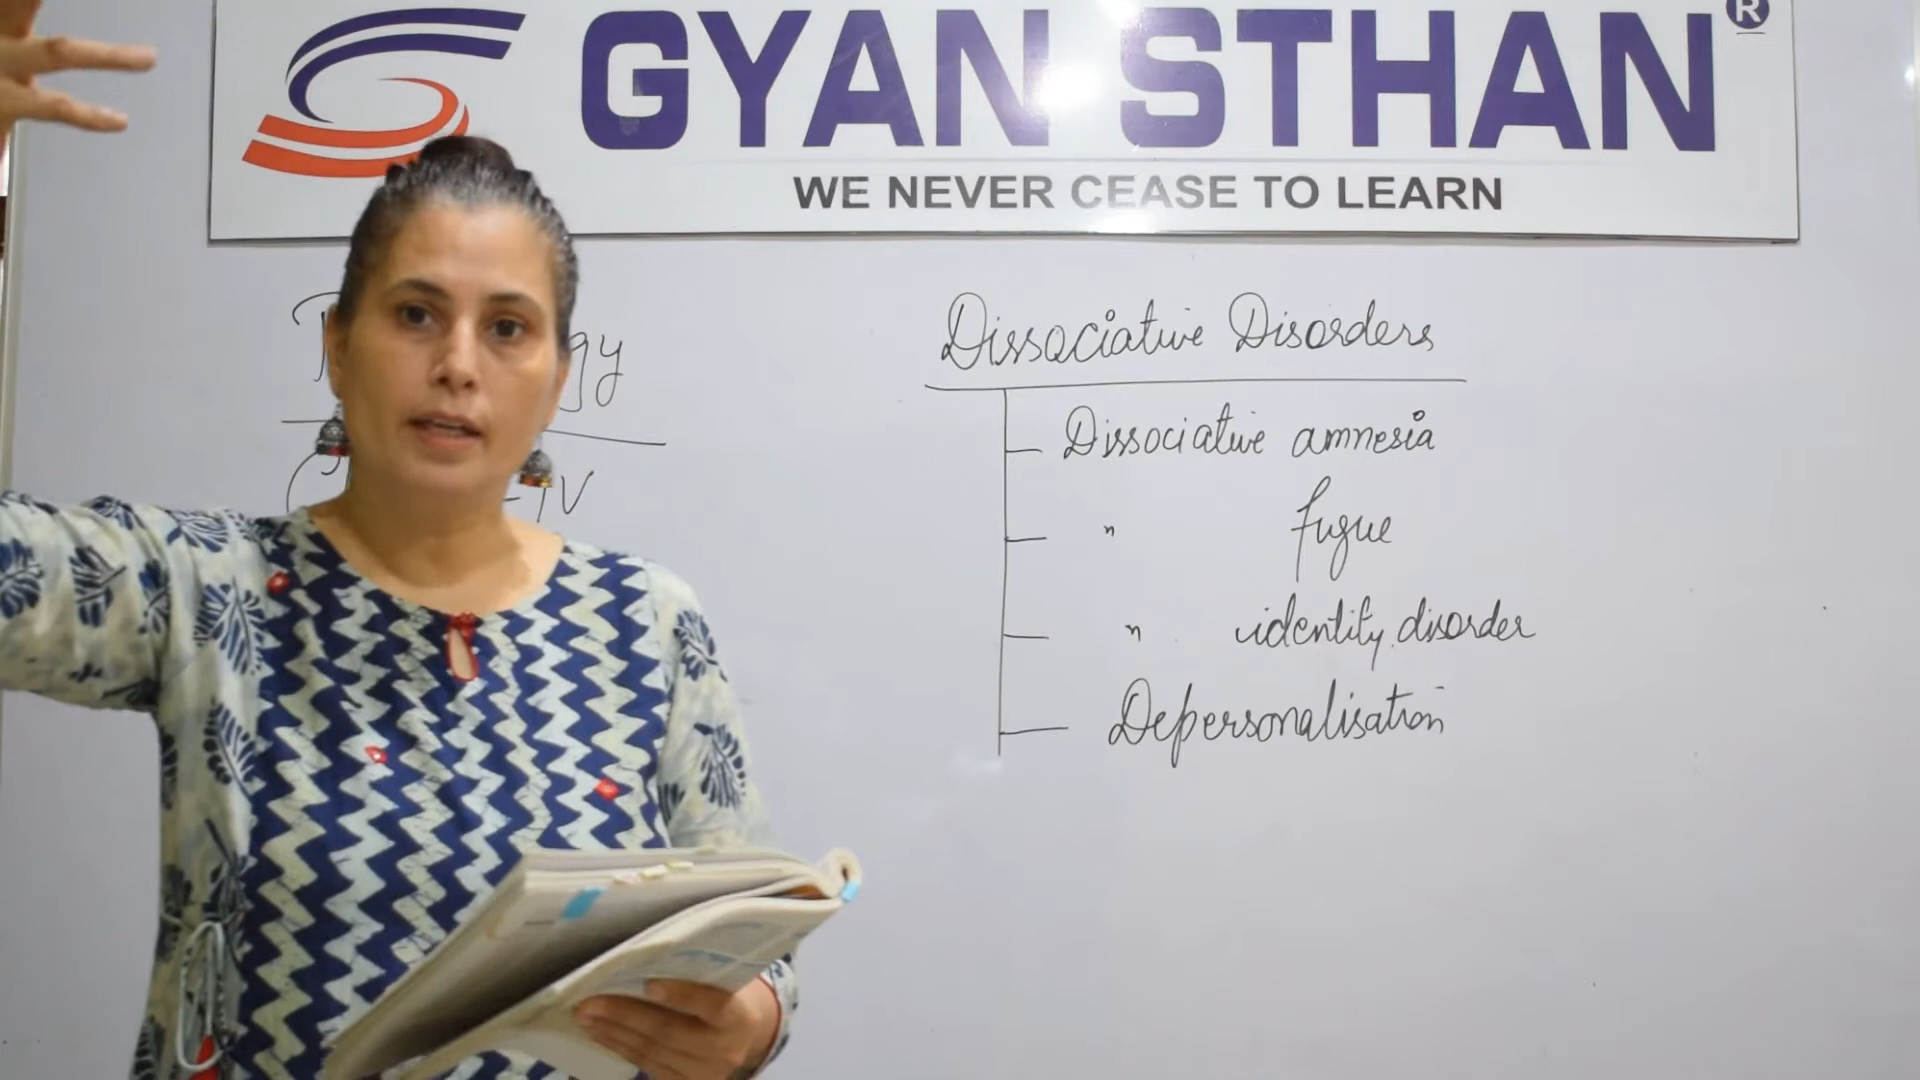 GYAN STHAN®
WE NEVER CEASE TO LEARN
Dissociative Disorders
Dissociative amnesia
" fugue
" identity disorder
Depersonalisation